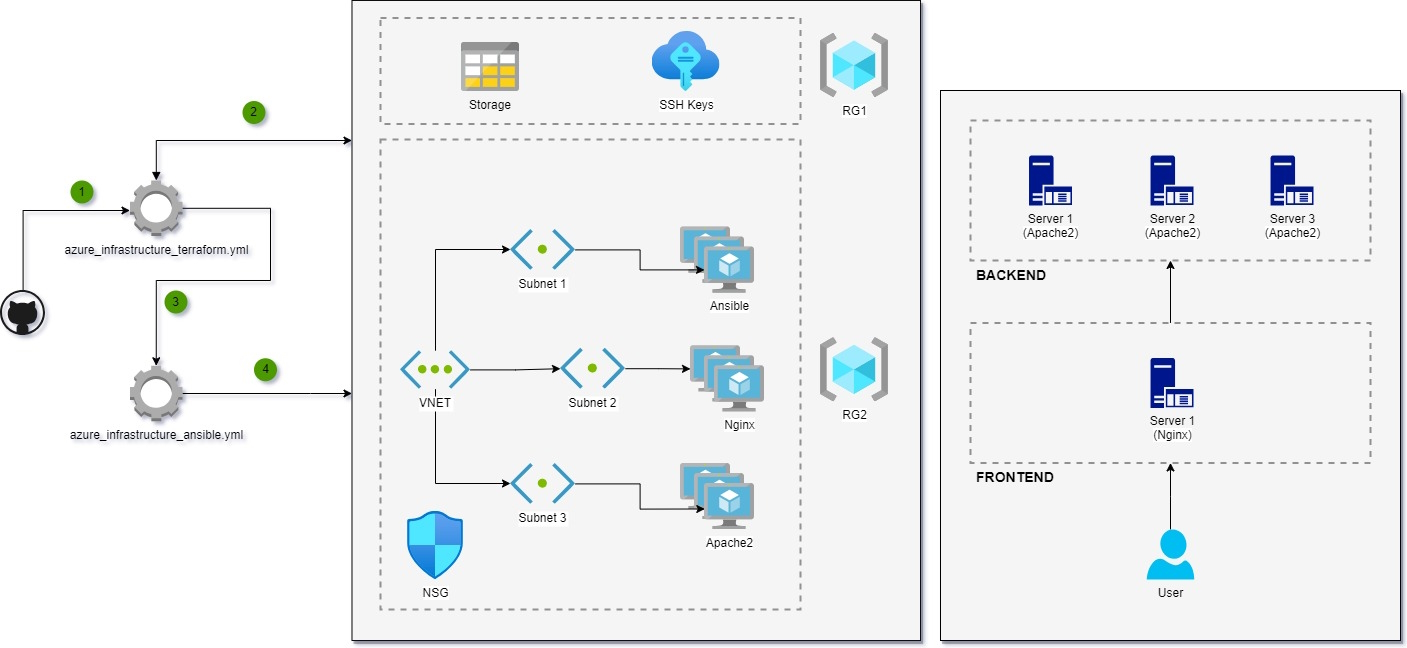 2
1
azure_infrastructure_terraform.yml
3
4
azure_infrastructure_ansible.yml
Storage
SSH Keys
RG1
Subnet 1
Ansible
VNET
Subnet 2
Nginx
RG2
Subnet 3
Apache2
NSG
Server 1
(Apache2)
Server 2
(Apache2)
Server 3
(Apache2)
BACKEND
Server 1
(Nginx)
FRONTEND
User